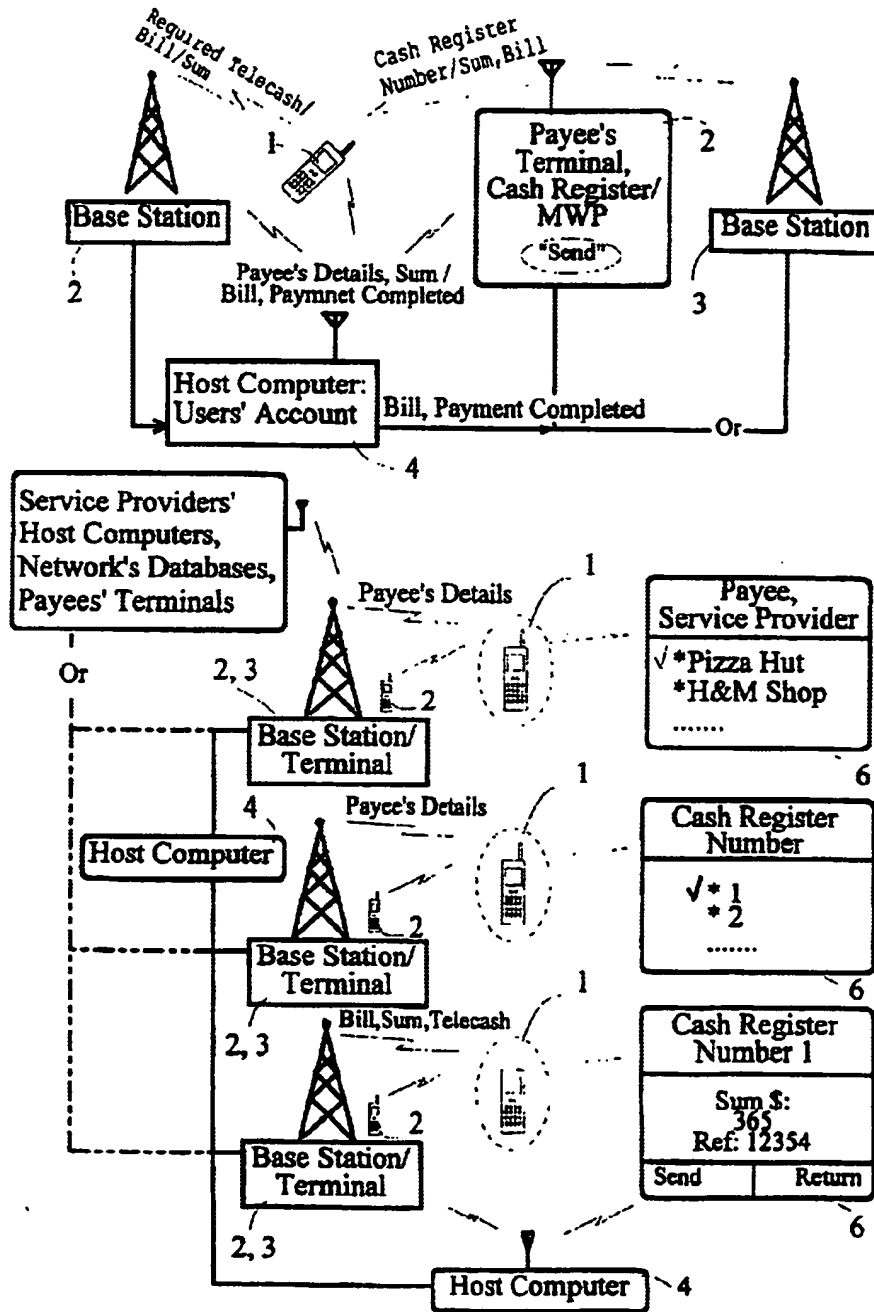 Required Telecash/
Bill/Sum
Cash Register
Number/Sum,Bill
1
2
Payee's
Terminal,
Cash Register/
MWP
"Send"
Base Station
2
Base Station
3
Payee's Details, Sum /
Bill, Paymnet Completed
Host Computer:
Users' Account
Bill, Payment Completed
Or
4
Service Providers'
Host Computers,
Network's Databases,
Payees' Terminals
Or
Payee's Details
1
2, 3
2
Base Station/
Terminal
Payee,
Service Provider
√ *Pizza Hut
*H&M Shop
.......
6
4
Host Computer
Payee's Details
1
2
Base Station/
Terminal
2, 3
Cash Register
Number
√ * 1
* 2
.......
6
Bill,Sum,Telecash
1
2
Base Station/
Terminal
2, 3
Cash Register
Number 1
Sum $:
365
Ref: 12354
Send Return
6
Host Computer
4